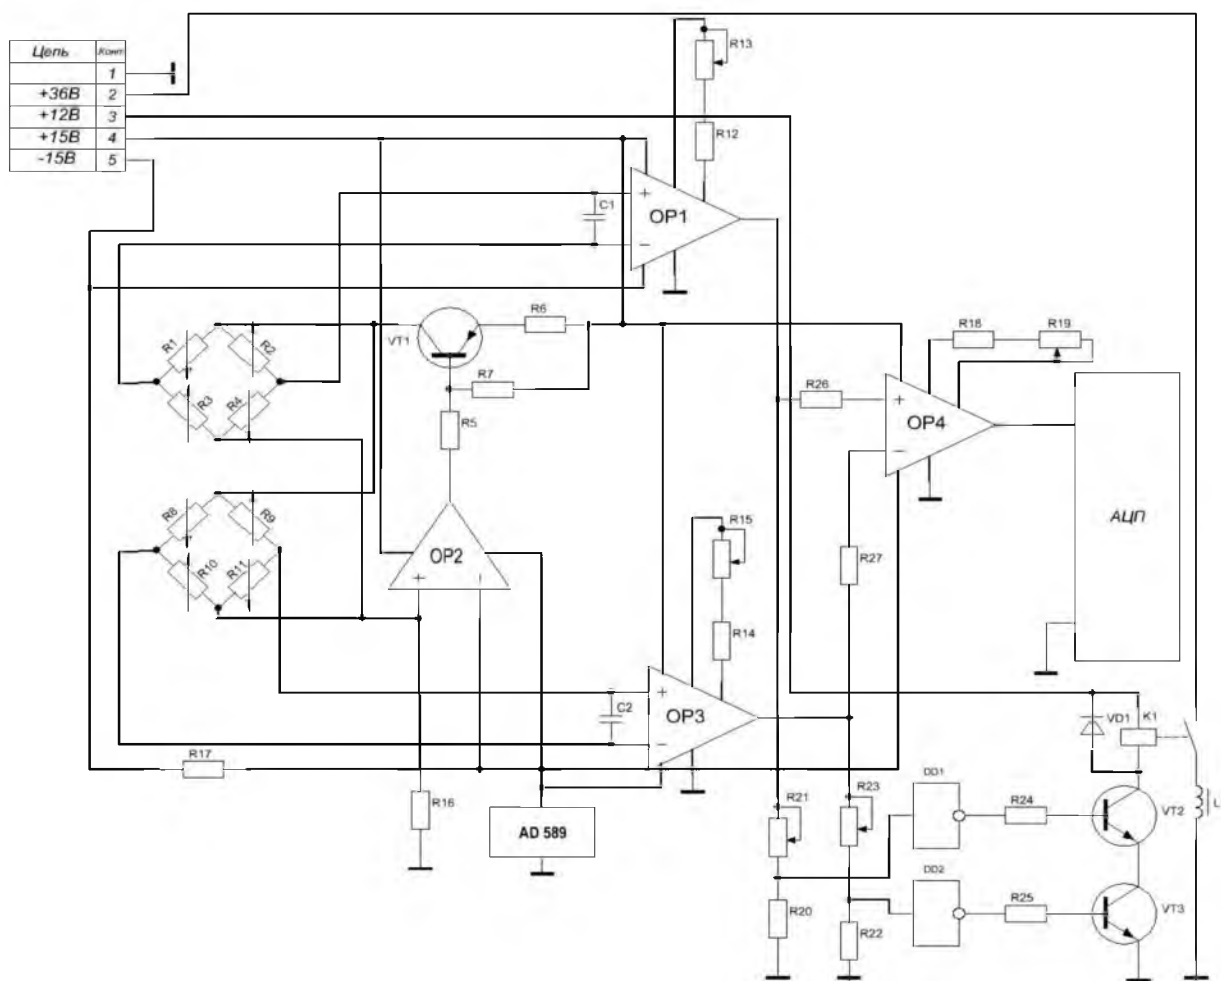 Цепь Конт
1
+36В 2
+12В 3
+15В 4
-15В 5
R13
R12
+
OP1
−
C1
R6
VT1
R7
R5
R1
R2
R3
R4
R18
R19
R26
+
OP4
−
АЦП
R8
R9
R10
R11
OP2
+
−
R15
R14
R27
+
OP3
−
C2
R17
R16
AD 589
VD1
K1
R21
R23
DD1
R24
VT2
L
DD2
R20
R22
R25
VT3